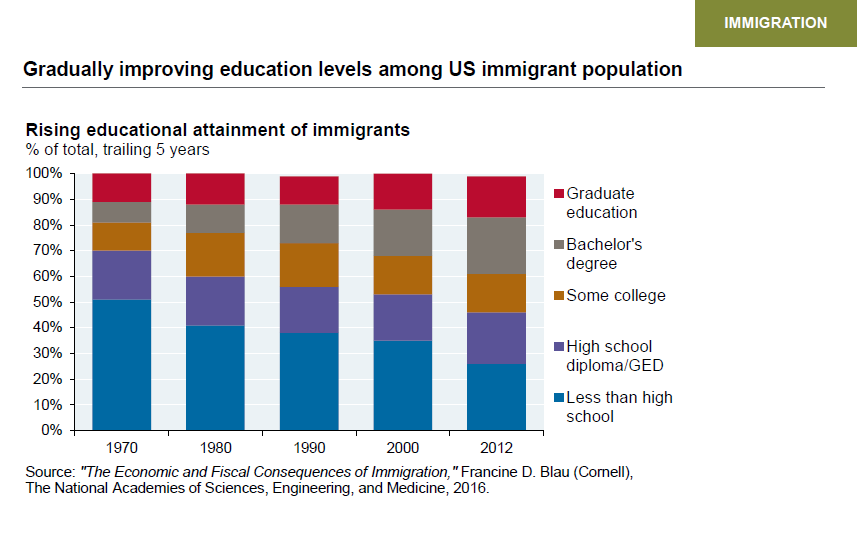 IMMIGRATION
Gradually improving education levels among US immigrant population
Rising educational attainment of immigrants
% of total, trailing 5 years
100%
90%
80%
70%
60%
50%
40%
30%
20%
10%
0%
1970 1980 1990 2000 2012
Graduate
education
Bachelor's
degree
Some college
High school
diploma/GED
Less than high
school
Source: "The Economic and Fiscal Consequences of Immigration," Francine D. Blau (Cornell),
The National Academies of Sciences, Engineering, and Medicine, 2016.